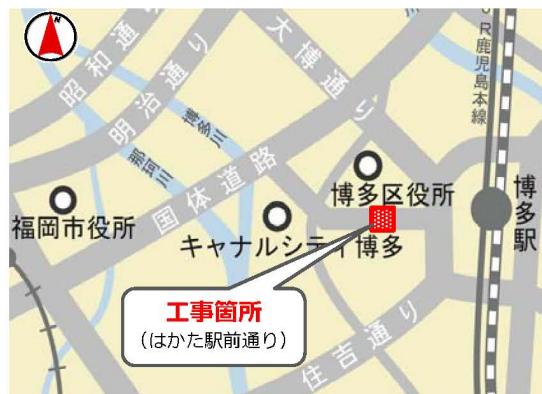 昭和通り
明治通り
大博通り
JR鹿児島本線
博多川
那珂川
国体道路
福岡市役所
博多区役所
キャナルシティ博多
博多駅
工事箇所
(はかた駅前通り)
住吉通り